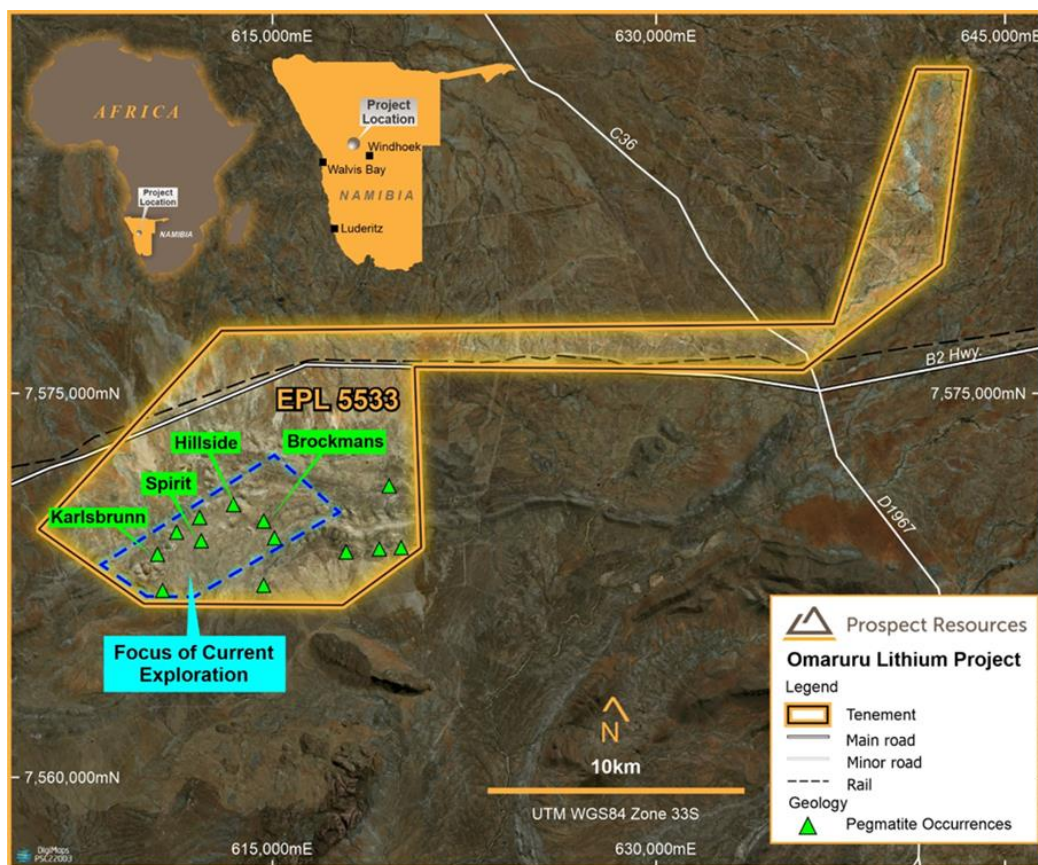 615,000mE
630,000mE
645,000mE
AFRICA
Project
Location
NAMIBIA
Project
Location
Windhoek
Walvis Bay
NAMIBIA
Luderitz
C36
B2 Hwy.
7,575,000mN
7,575,000mN
EPL 5533
Hillside
Brockmans
Spirit
Karlsbrunn
D1967
Focus of Current
Exploration
Prospect Resources
Omaruru Lithium Project
Legend
Tenement
Main road
Minor road
Rail
Geology
Pegmatite Occurrences
N
10km
UTM WGS84 Zone 33S
7,560,000mN
DigiMaps
PSC22003
615,000mE
630,000mE